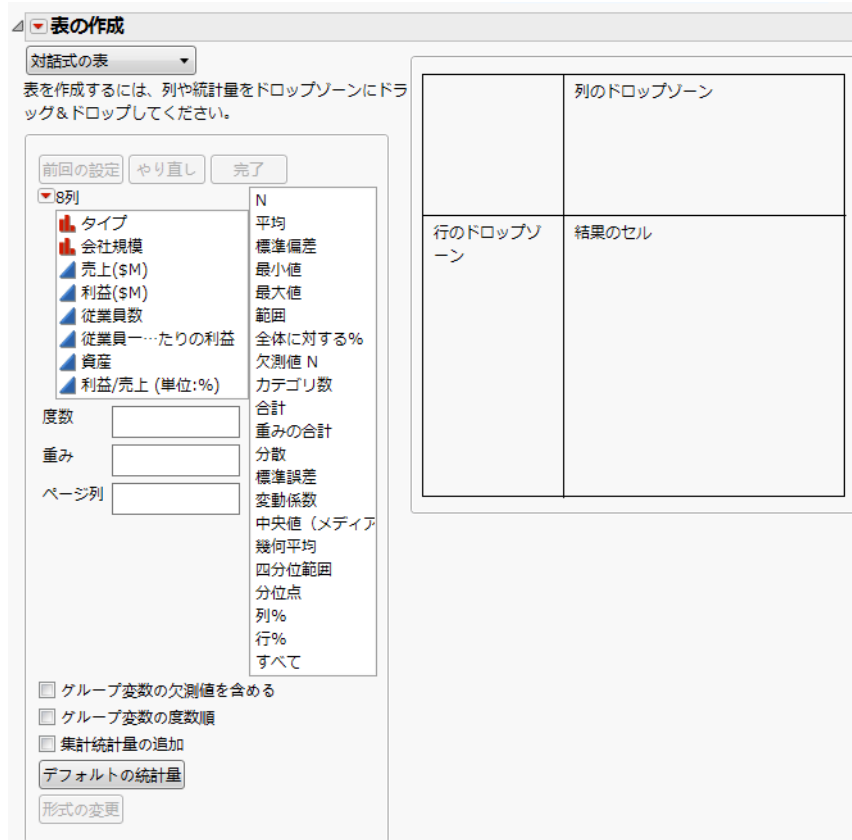 表の作成
対話式の表
表を作成するには、列や統計量をドロップゾーンにドラ
ッグ&ドロップしてください。
前回の設定 やり直し 完了
8列
タイプ
会社規模
売上($M)
利益($M)
従業員数
従業員一…たりの利益
資産
利益/売上 (単位:%)
N
平均
標準偏差
最小値
最大値
範囲
全体に対する%
欠測値 N
カテゴリ数
合計
重みの合計
分散
標準誤差
変動係数
中央値（メディア
幾何平均
四分位範囲
分位点
列%
行%
すべて
度数
重み
ページ列
グループ変数の欠測値を含める
グループ変数の度数順
集計統計量の追加
デフォルトの統計量
形式の変更
列のドロップゾーン
行のドロップゾ
ーン
結果のセル